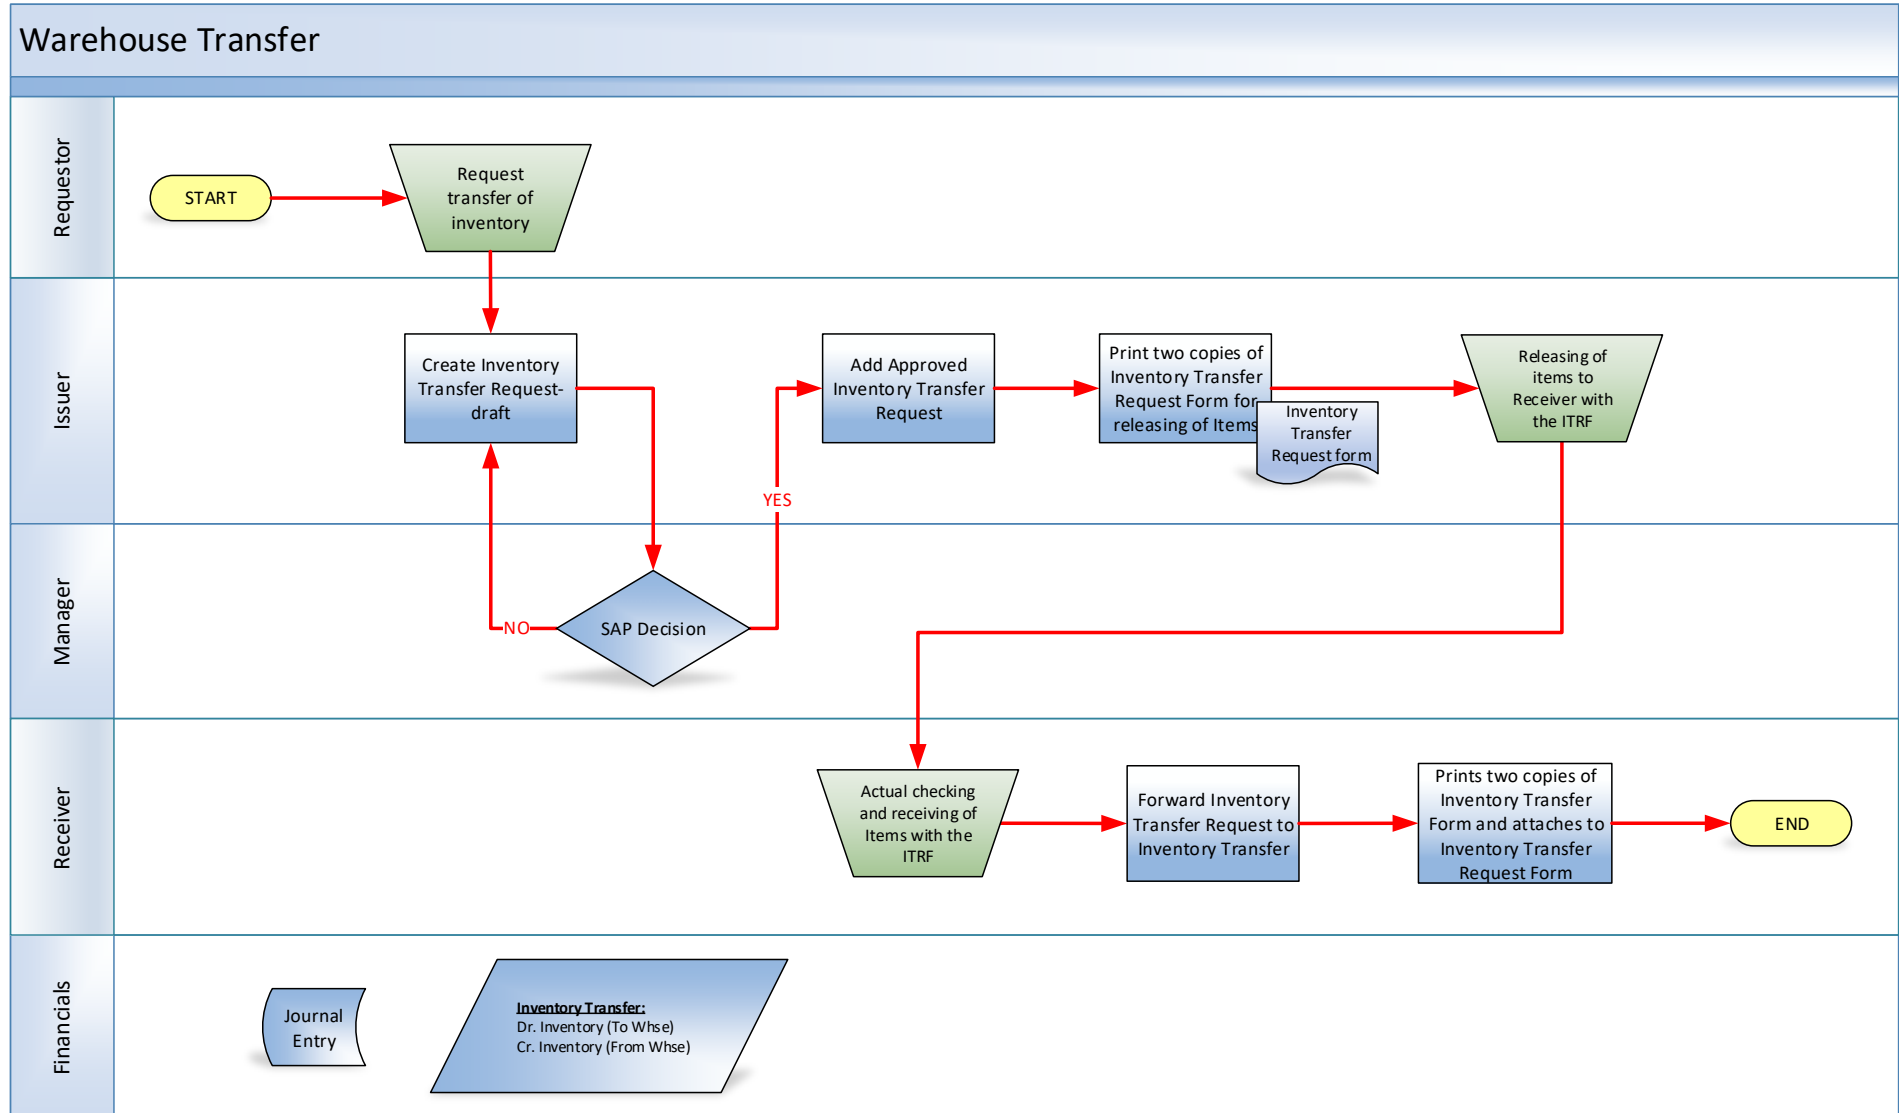 Warehouse Transfer
Requestor
START
Request
transfer of
inventory
Issuer
Create Inventory
Transfer Request-
draft
Add Approved
Inventory Transfer
Request
Print two copies of
Inventory Transfer
Request Form for
releasing of Items
Inventory
Transfer
Request form
Releasing of
items to
Receiver with
the ITRF
YES
Manager
NO
SAP Decision
Receiver
Actual checking
and receiving of
Items with the
ITRF
Forward Inventory
Transfer Request to
Inventory Transfer
Prints two copies of
Inventory Transfer
Form and attaches to
Inventory Transfer
Request Form
END
Financials
Journal
Entry
Inventory Transfer:
Dr. Inventory (To Whse)
Cr. Inventory (From Whse)